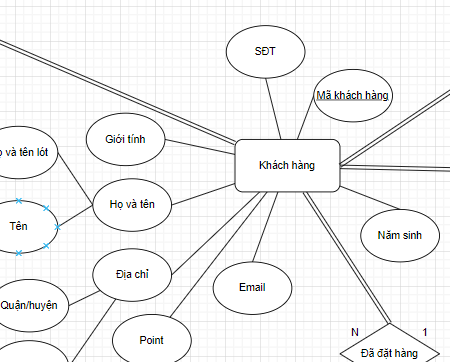 SĐT
Mã khách hàng
Giới tính
và tên lót
Khách hàng
Họ và tên
Tên
Năm sinh
Địa chỉ
Email
Quận/huyện
Point
N
1
Đã đặt hàng